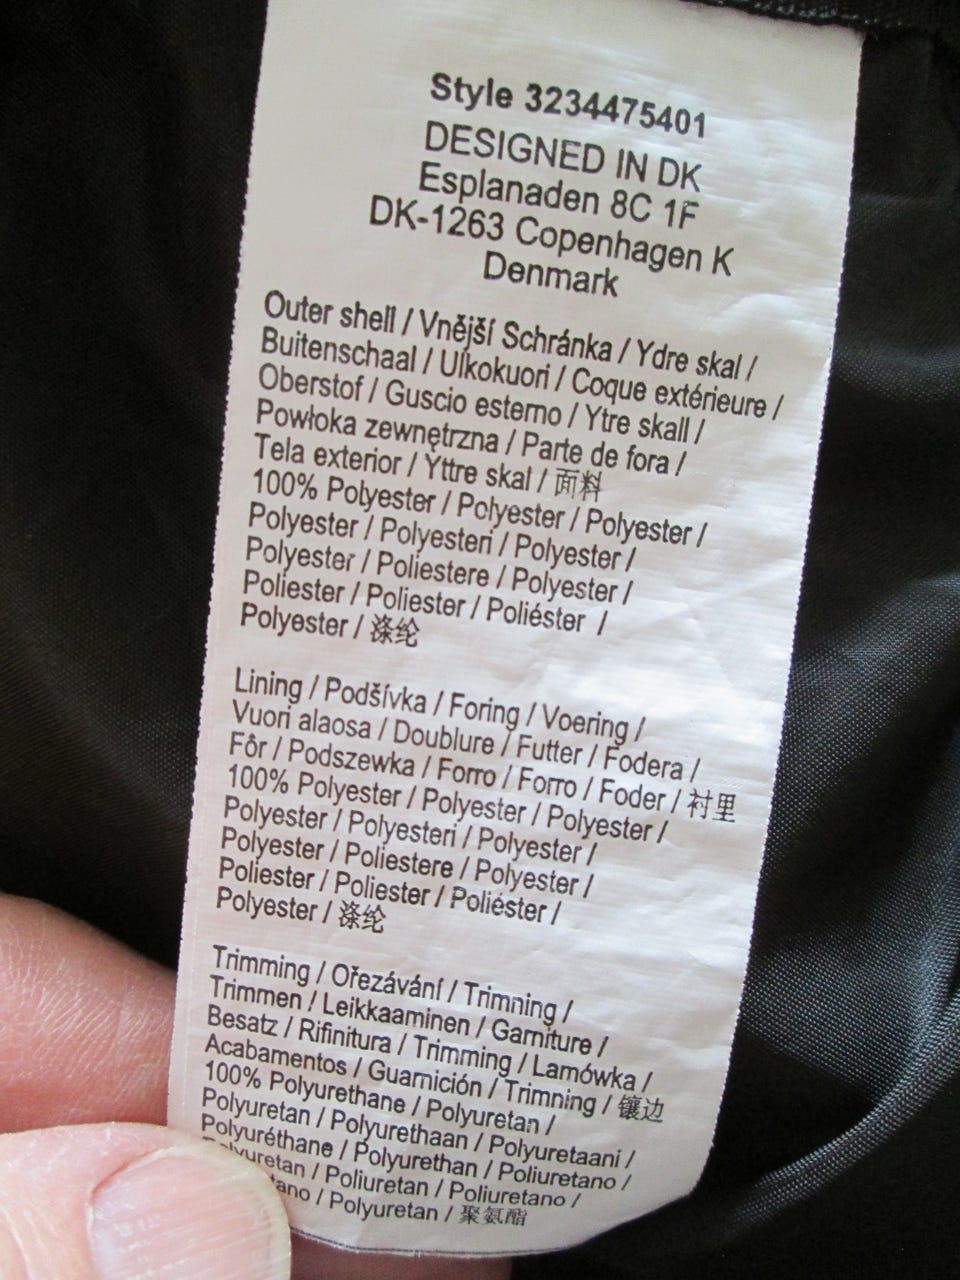 Style 3234475401
DESIGNED IN DK
Esplanaden 8C 1F
DK-1263 Copenhagen K
Denmark
Outer shell / Vnější Schránka / Ydre skal /
Buitenschaal / Ulkokuori / Coque extérieure /
Oberstof / Guscio esterno / Ytre skall /
Powłoka zewnętrzna / Parte de fora /
Tela exterior / Yttre skal / 面料
100% Polyester / Polyester / Polyester /
Polyester / Polyesteri / Polyester /
Polyester / Poliestere / Polyester /
Poliester / Poliester / Poliéster /
Polyester / 涤纶
Lining / Podšívka / Foring / Voering /
Vuori alaosa / Doublure / Futter / Fodera /
Fôr / Podszewka / Forro / Forro / Foder / 衬里
100% Polyester / Polyester / Polyester /
Polyester / Polyesteri / Polyester /
Polyester / Poliestere / Polyester /
Poliester / Poliester / Poliéster /
Polyester / 涤纶
Trimming / Ořezávání / Trimning /
Trimmen / Leikkaaminen / Garniture /
Besatz / Rifinitura / Trimming / Lamówka /
Acabamentos / Guarnición / Trimning / 镶边
100% Polyurethane / Polyuretan /
Polyuretan / Polyurethaan / Polyuretaani /
Polyuréthane / Polyurethan / Poliuretano /
Polyuretan / Poliuretan / Poliuretano /
/ Polyuretan / 聚氨酯